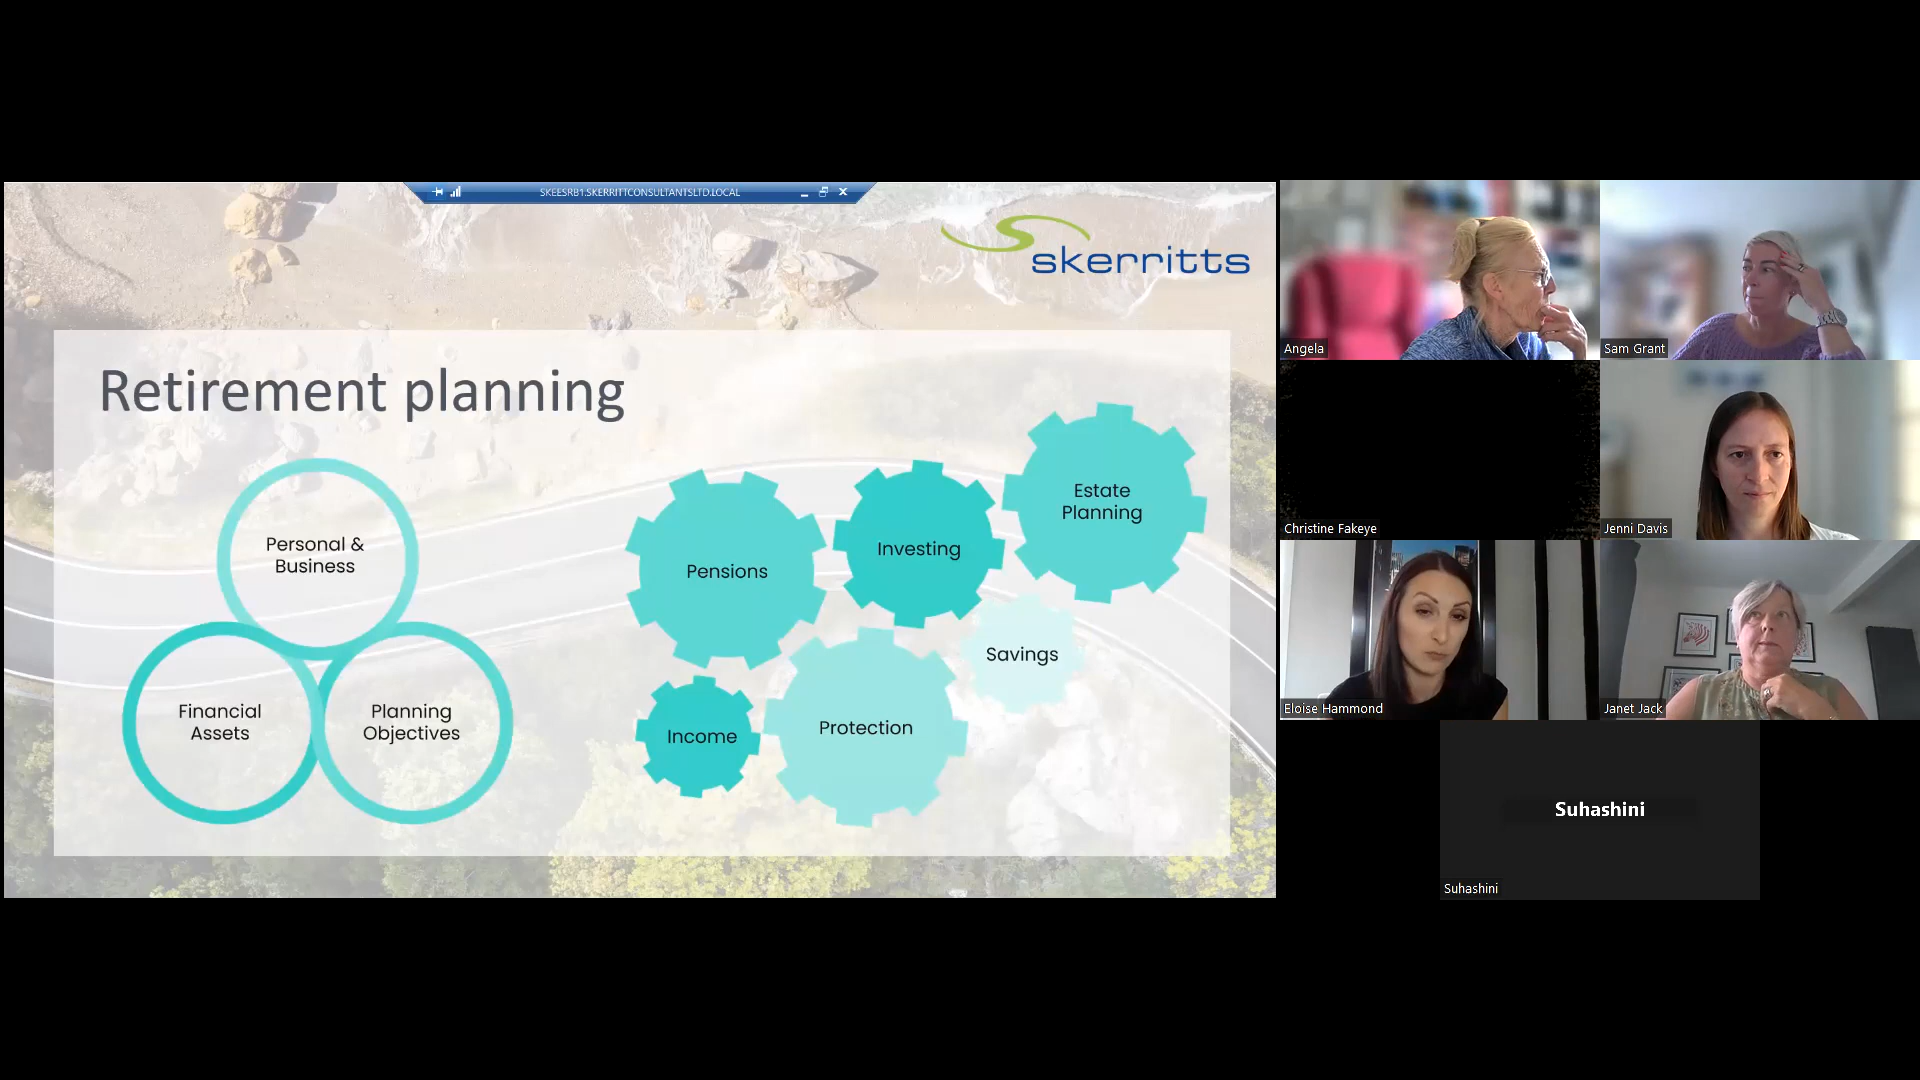 SKEESRB1.SKERRITTCONSULTANTSLTD.LOCAL
skerritts
Retirement planning
Personal &
Business
Financial
Assets
Planning
Objectives
Pensions
Investing
Estate
Planning
Savings
Income
Protection
Angela
Sam Grant
Christine Fakeye
Jenni Davis
Eloise Hammond
Janet Jack
Suhashini
Suhashini